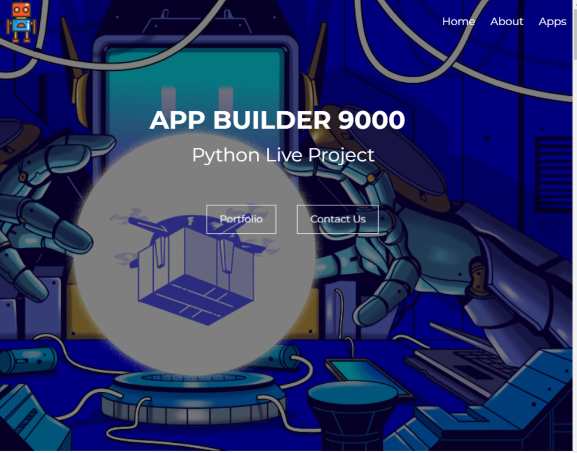 Home About Apps
APP BUILDER 9000
Python Live Project
Portfolio Contact Us